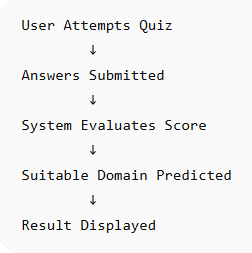 User Attempts Quiz
↓
Answers Submitted
↓
System Evaluates Score
↓
Suitable Domain Predicted
↓
Result Displayed